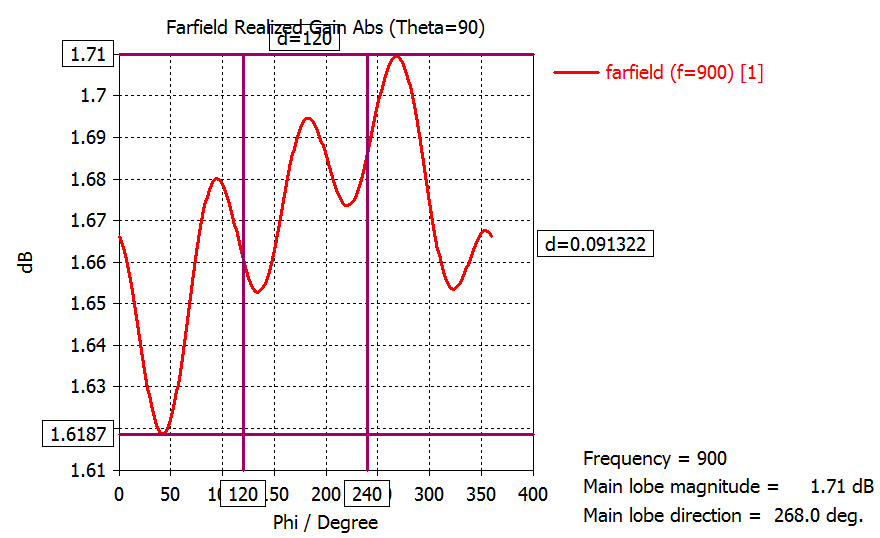 Farfield Realized Gain Abs (Theta=90)
d=120
1.71
1.7
1.69
1.68
1.67
1.66
1.65
1.64
1.63
1.6187
1.61
dB
farfield (f=900) [1]
d=0.091322
0 50 120 200 240 300 350 400
Phi / Degree
Frequency = 900
Main lobe magnitude = 1.71 dB
Main lobe direction = 268.0 deg.